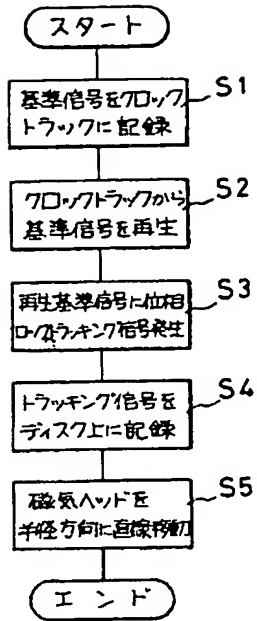 スタート
S1
基準信号をクロック
トラックに記録
S2
クロックトラックから
基準信号を再生
S3
再生基準信号に位相
ロックトラッキング信号発生
S4
トラッキング信号を
ディスク上に記録
S5
磁気ヘッドを
半径方向に直線移動
エンド